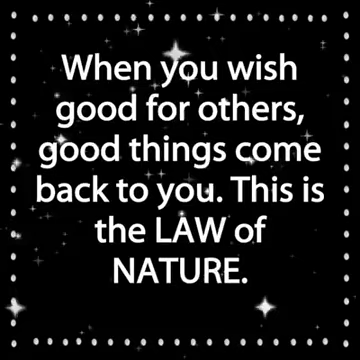 When you wish
good for others,
good things come
back to you. This is
the LAW of
NATURE.